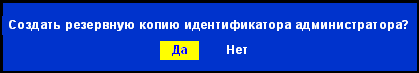 Создать резервную копию идентификатора администратора?
Да Нет